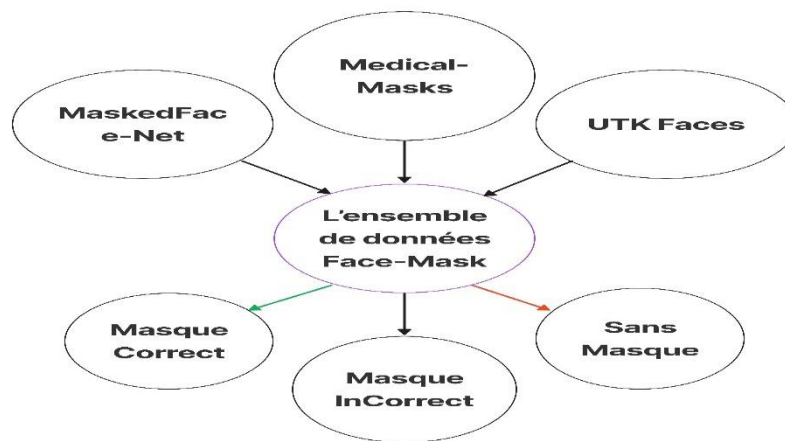 Medical-
Masks
MaskedFac
e-Net
UTK Faces
L'ensemble
de données
Face-Mask
Masque
Correct
Sans
Masque
Masque
InCorrect